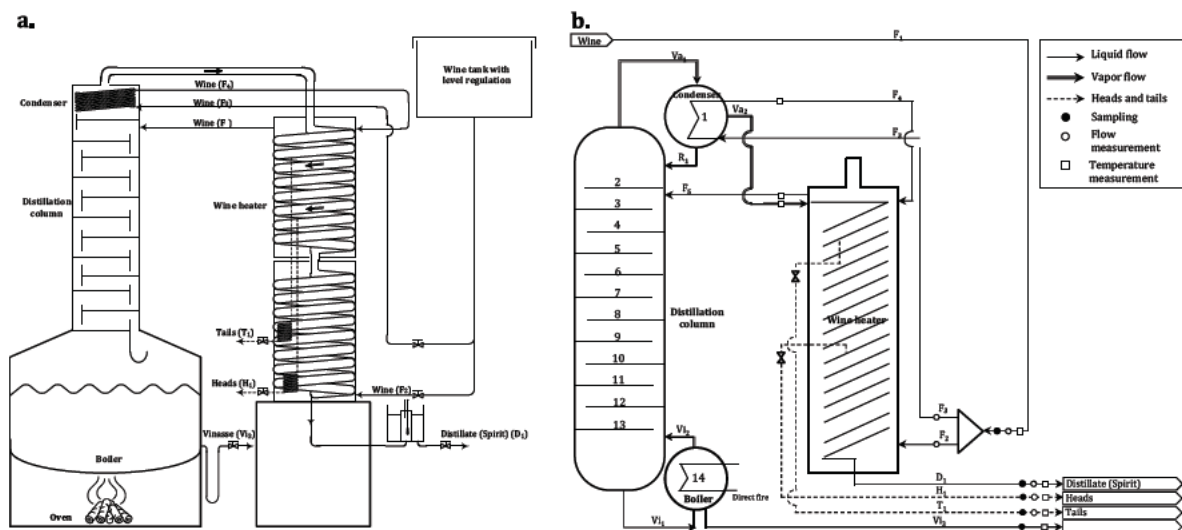 a.
Condenser
Wine (F₄)
Wine (F₃)
Wine (F )
Wine tank with
level regulation
Distillation
column
Wine heater
Tails (T₁)
Heads (H₁)
Wine (F₂)
Vinasse (Vi₃)
Distillate (Spirit) (D₁)
Boiler
Oven
b.
Wine
F₁
Va₁
Condenser
1
Va₂
F₄
F₃
R₁
F₅
2
3
4
5
6
7
8
9
10
11
12
13
Distillation
column
Wine heater
F₃
F₂
Vi₂
14
Boiler
Direct fire
Vi₁
D₁
H₁
T₁
Vi₃
Distillate (Spirit)
Heads
Tails
Liquid flow
Vapor flow
Heads and tails
Sampling
Flow
measurement
Temperature
measurement